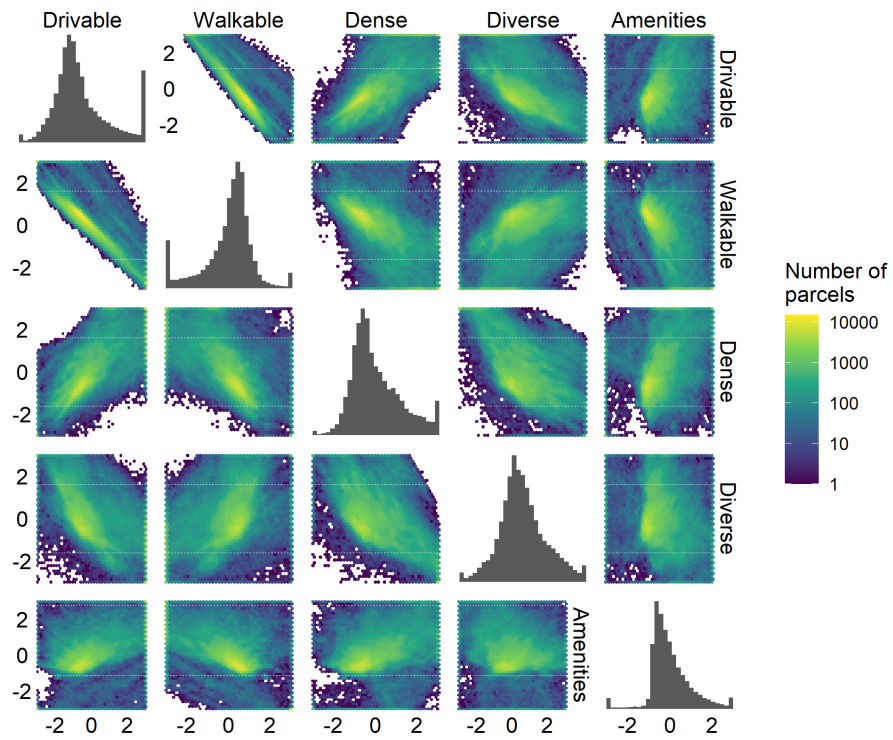 Drivable Walkable Dense Diverse Amenities
2
0
-2
Drivable
2
0
-2
Walkable
2
0
-2
Dense
2
0
-2
Diverse
2
0
-2
Amenities
-2 0 2 -2 0 2 -2 0 2 -2 0 2 -2 0 2
Number of
parcels
10000
1000
100
10
1